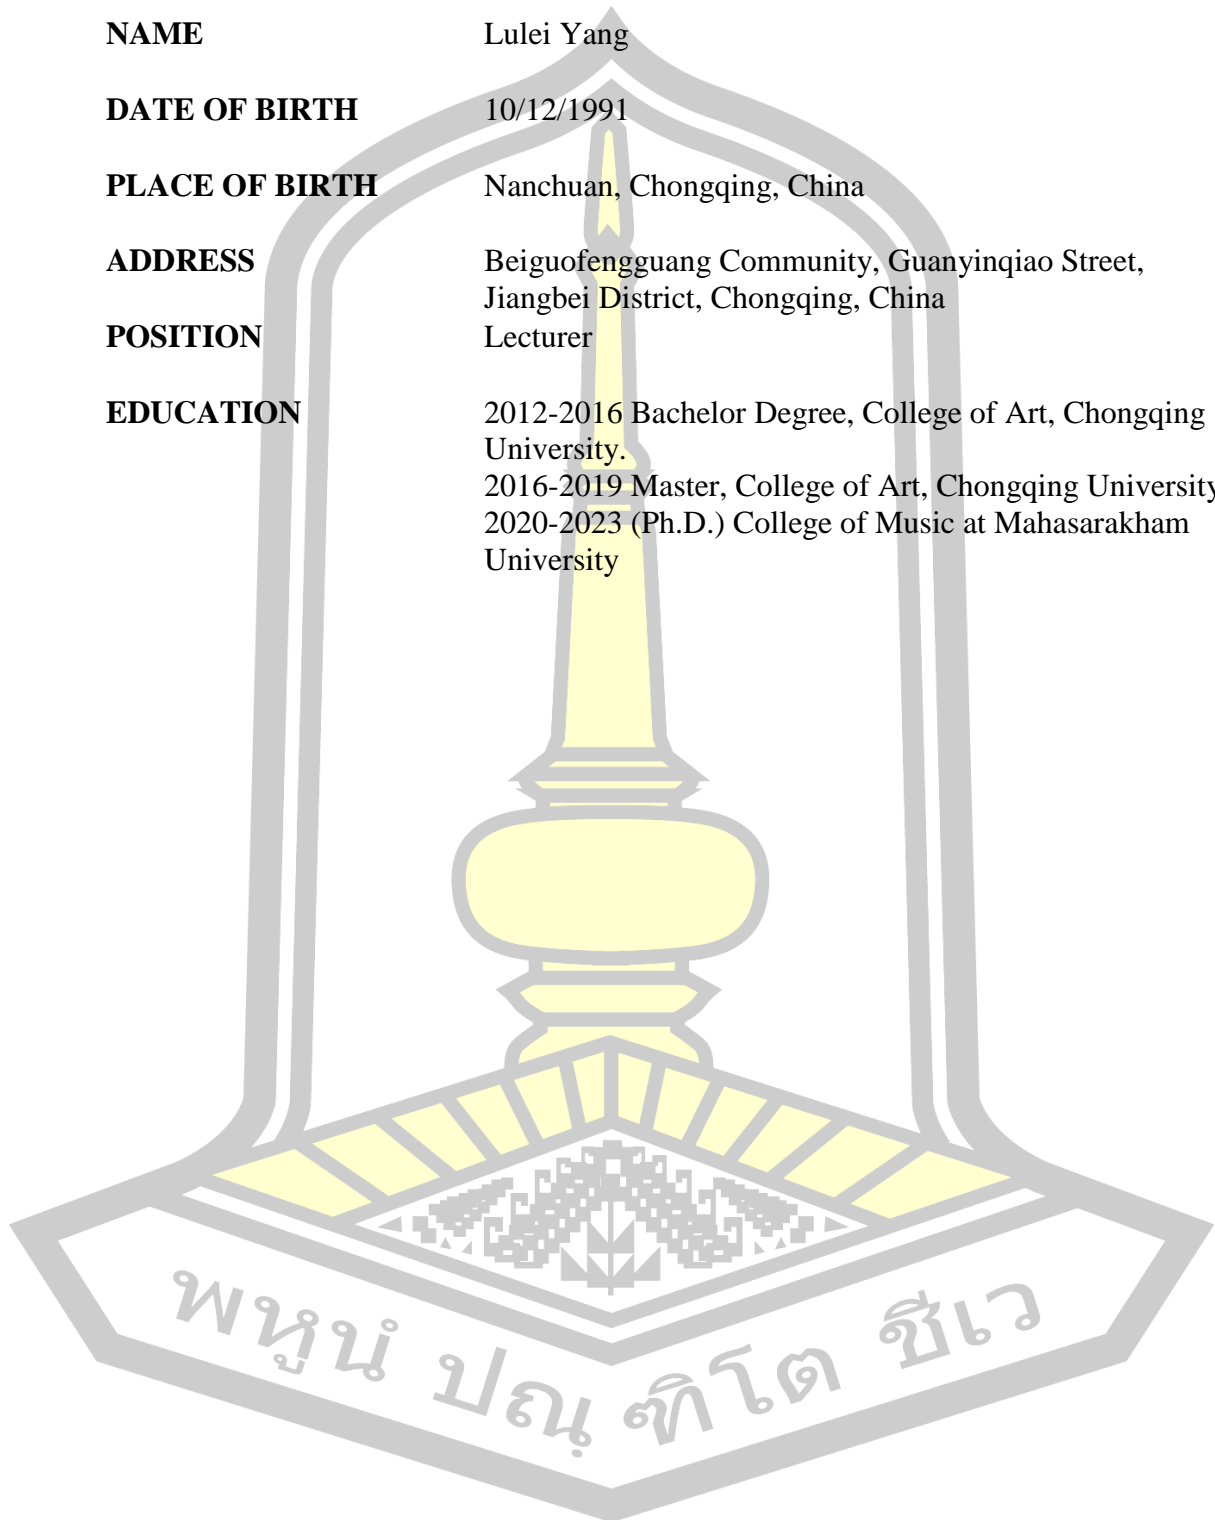 NAME Lulei Yang
DATE OF BIRTH 10/12/1991
PLACE OF BIRTH Nanchuan, Chongqing, China
ADDRESS Beiguofengguang Community, Guanyinqiao Street,
Jiangbei District, Chongqing, China
POSITION Lecturer
EDUCATION 2012-2016 Bachelor Degree, College of Art, Chongqing
University.
2016-2019 Master, College of Art, Chongqing University
2020-2023 (Ph.D.) College of Music at Mahasarakham
University
พหูนํ ปณฺ ฑิโต ชีเว